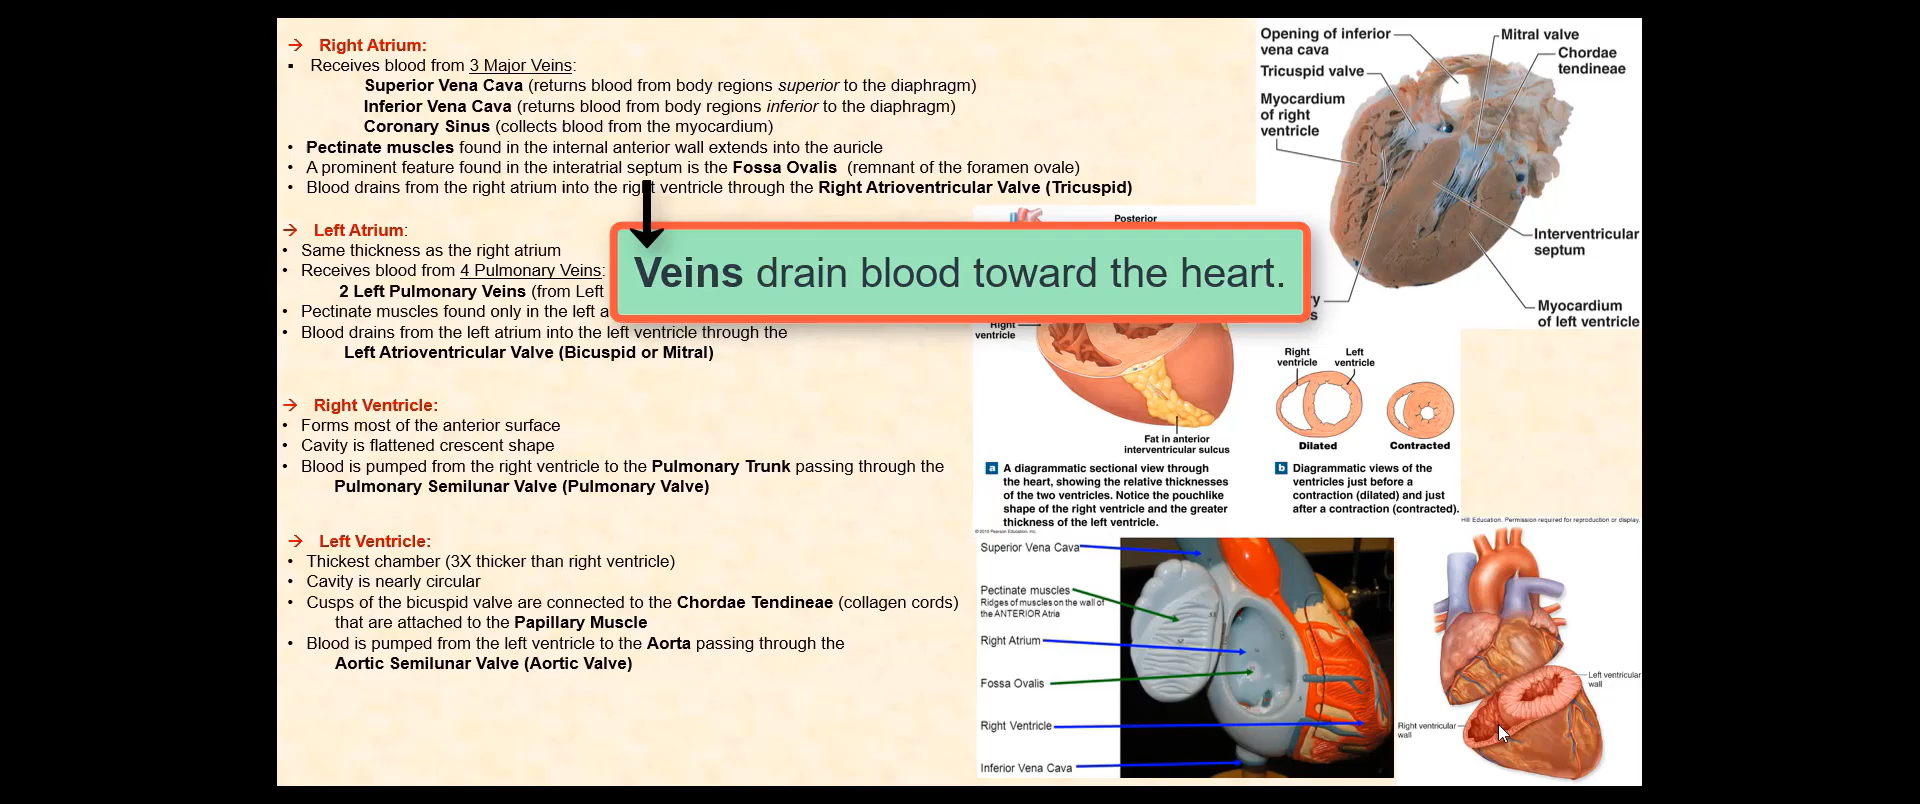 → Right Atrium:
▪ Receives blood from 3 Major Veins:
Superior Vena Cava (returns blood from body regions superior to the diaphragm)
Inferior Vena Cava (returns blood from body regions inferior to the diaphragm)
Coronary Sinus (collects blood from the myocardium)
• Pectinate muscles found in the internal anterior wall extends into the auricle
• A prominent feature found in the interatrial septum is the Fossa Ovalis (remnant of the foramen ovale)
• Blood drains from the right atrium into the right ventricle through the Right Atrioventricular Valve (Tricuspid)
→ Left Atrium:
• Same thickness as the right atrium
• Receives blood from 4 Pulmonary Veins:
2 Left Pulmonary Veins (from Left
• Pectinate muscles found only in the left a
• Blood drains from the left atrium into the left ventricle through the
Left Atrioventricular Valve (Bicuspid or Mitral)
Veins drain blood toward the heart.
→ Right Ventricle:
• Forms most of the anterior surface
• Cavity is flattened crescent shape
• Blood is pumped from the right ventricle to the Pulmonary Trunk passing through the
Pulmonary Semilunar Valve (Pulmonary Valve)
→ Left Ventricle:
• Thickest chamber (3X thicker than right ventricle)
• Cavity is nearly circular
• Cusps of the bicuspid valve are connected to the Chordae Tendineae (collagen cords)
that are attached to the Papillary Muscle
• Blood is pumped from the left ventricle to the Aorta passing through the
Aortic Semilunar Valve (Aortic Valve)
Opening of inferior
vena cava
Tricuspid valve
Myocardium
of right
ventricle
Mitral valve
Chordae
tendineae
Interventricular
septum
Myocardium
of left ventricle
ry
s
Posterior
Right
ventricle
Fat in anterior
interventricular sulcus
a A diagrammatic sectional view through
the heart, showing the relative thicknesses
of the two ventricles. Notice the pouchlike
shape of the right ventricle and the greater
thickness of the left ventricle.
© 2015 Pearson Education, Inc.
Right
ventricle
Left
ventricle
Dilated
Contracted
b Diagrammatic views of the
ventricles just before a
contraction (dilated) and just
after a contraction (contracted).
Hill Education. Permission required for reproduction or display.
Superior Vena Cava
Pectinate muscles
Ridges of muscles on the wall of
the ANTERIOR Atria
Right Atrium
Fossa Ovalis
Right Ventricle
Inferior Vena Cava
Left ventricular
wall
Right ventricular
wall